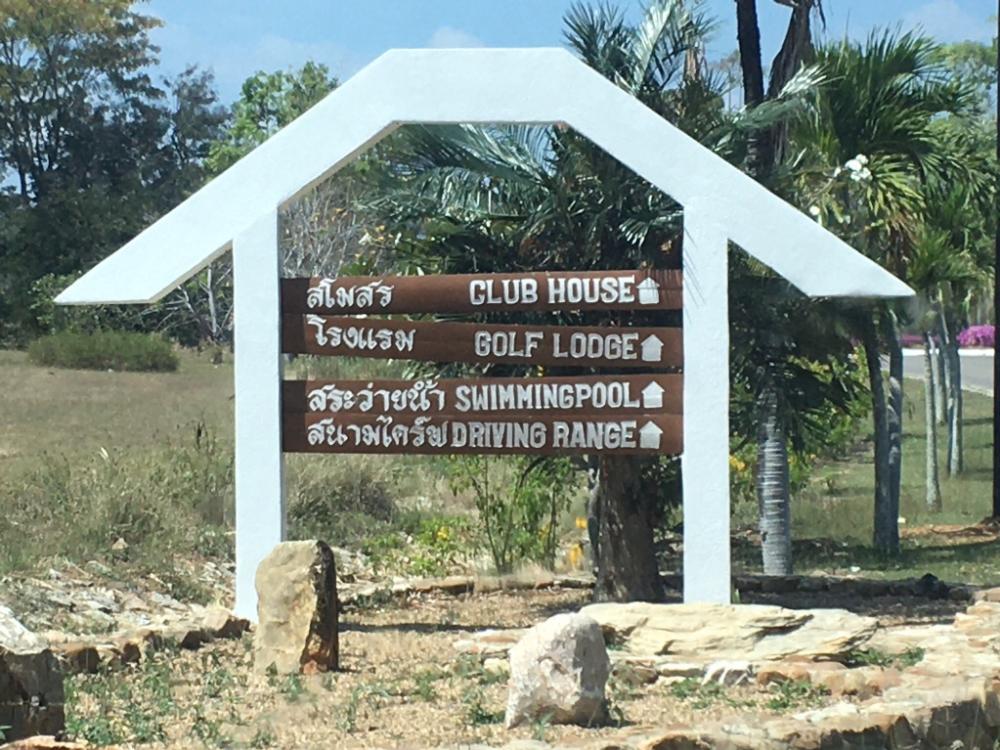 สโมสร CLUB HOUSE
โรงแรม GOLF LODGE
สระว่ายน้ำ SWIMMINGPOOL
สนามไดร์ฟ DRIVING RANGE